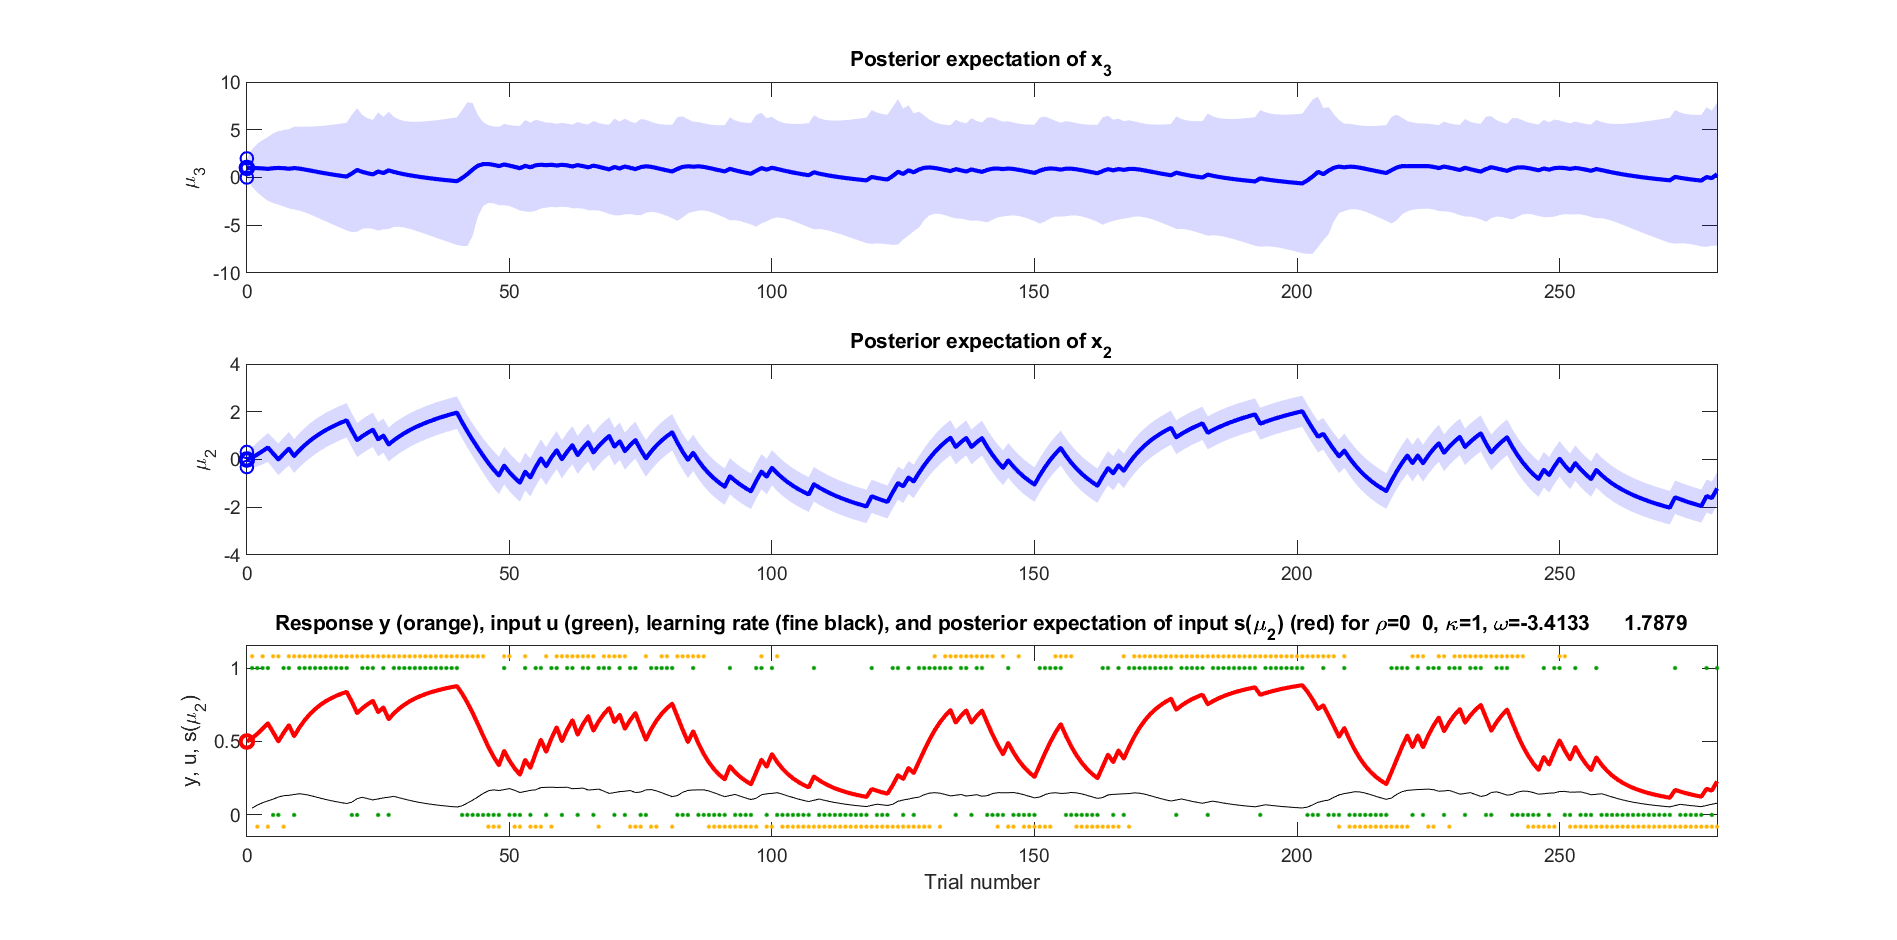 Posterior expectation of x₃
10
5
0
-5
-10
μ₃
0 50 100 150 200 250
Posterior expectation of x₂
4
2
0
-2
-4
μ₂
0 50 100 150 200 250
Response y (orange), input u (green), learning rate (fine black), and posterior expectation of input s(μ₂) (red) for ρ=0 0, κ=1, ω=-3.4133 1.7879
1
0.5
0
y, u, s(μ₂)
0 50 100 150 200 250
Trial number